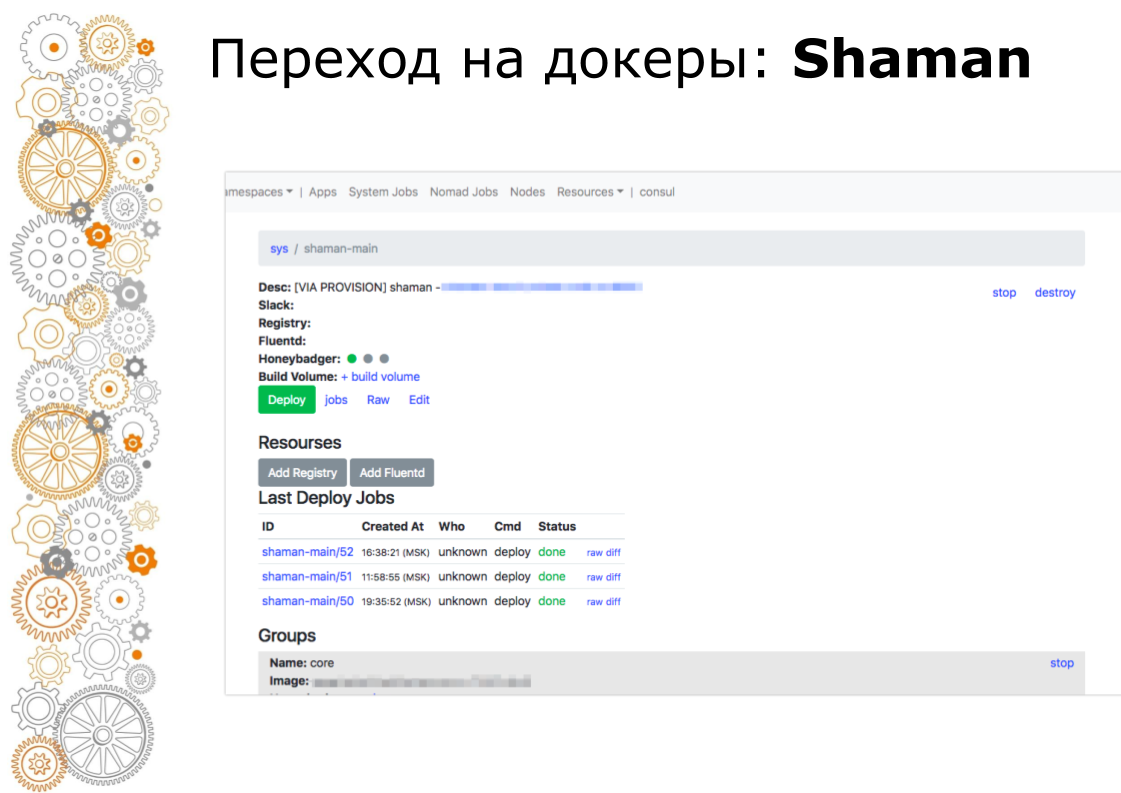 Переход на докеры: Shaman
amespaces | Apps System Jobs Nomad Jobs Nodes Resources | consul
sys / shaman-main
Desc: [VIA PROVISION] shaman -
stop destroy
Slack:
Registry:
Fluentd:
Honeybadger:
Build Volume: + build volume
Deploy jobs Raw Edit
Resourses
Add Registry Add Fluentd
Last Deploy Jobs
ID Created At Who Cmd Status
shaman-main/52 16:38:21 (MSK) unknown deploy done raw diff
shaman-main/51 11:58:55 (MSK) unknown deploy done raw diff
shaman-main/50 19:35:52 (MSK) unknown deploy done raw diff
Groups
Name: core stop
Image: